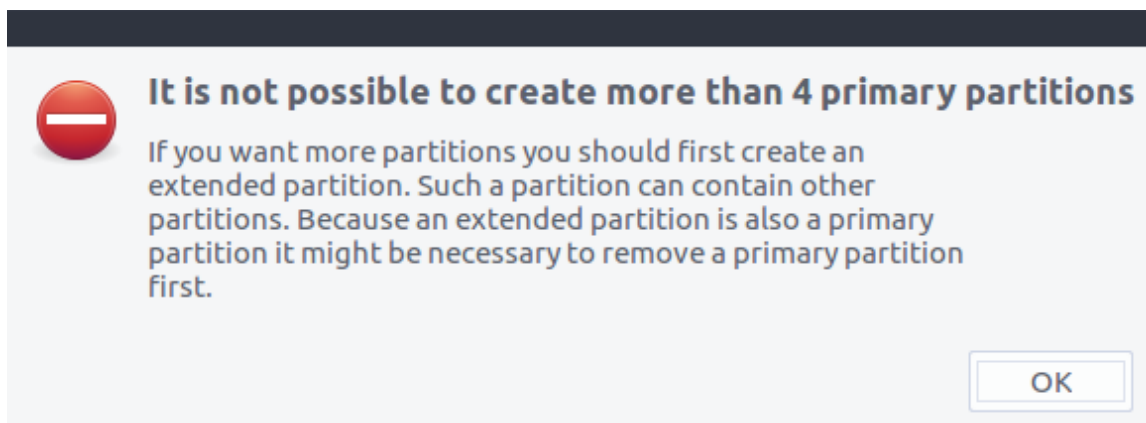 It is not possible to create more than 4 primary partitions
If you want more partitions you should first create an
extended partition. Such a partition can contain other
partitions. Because an extended partition is also a primary
partition it might be necessary to remove a primary partition
first.
OK